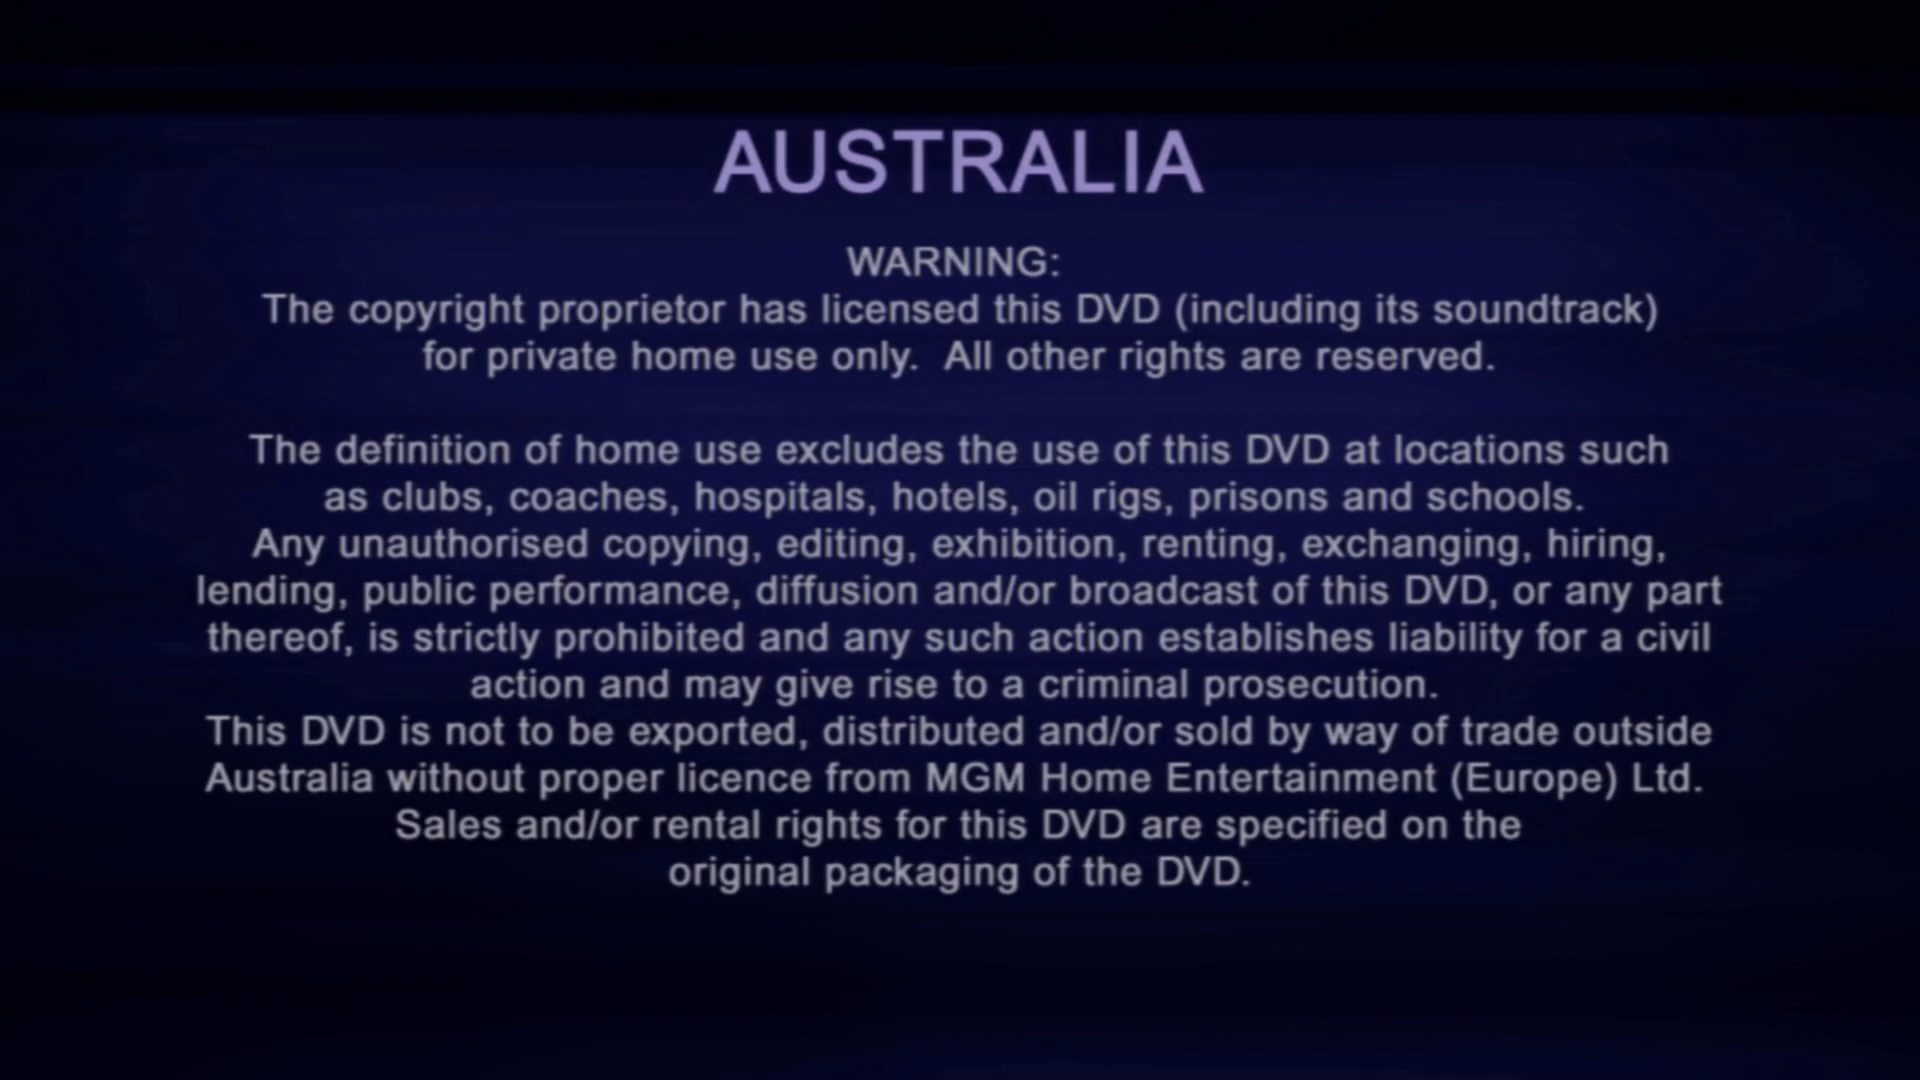 AUSTRALIA
WARNING:
The copyright proprietor has licensed this DVD (including its soundtrack)
for private home use only.  All other rights are reserved.
The definition of home use excludes the use of this DVD at locations such
as clubs, coaches, hospitals, hotels, oil rigs, prisons and schools.
Any unauthorised copying, editing, exhibition, renting, exchanging, hiring,
lending, public performance, diffusion and/or broadcast of this DVD, or any part
thereof, is strictly prohibited and any such action establishes liability for a civil
action and may give rise to a criminal prosecution.
This DVD is not to be exported, distributed and/or sold by way of trade outside
Australia without proper licence from MGM Home Entertainment (Europe) Ltd.
Sales and/or rental rights for this DVD are specified on the
original packaging of the DVD.